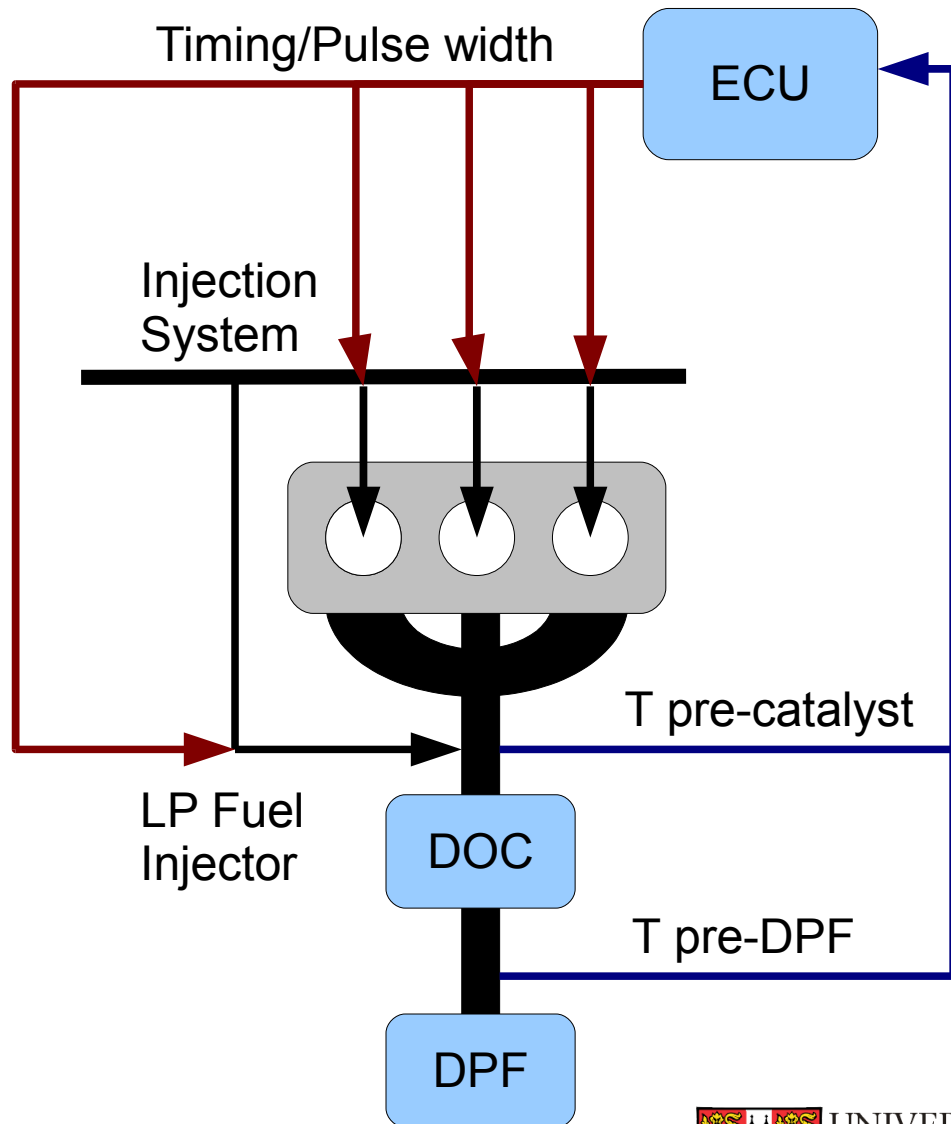 Timing/Pulse width
ECU
Injection
System
T pre-catalyst
LP Fuel
Injector
DOC
T pre-DPF
DPF